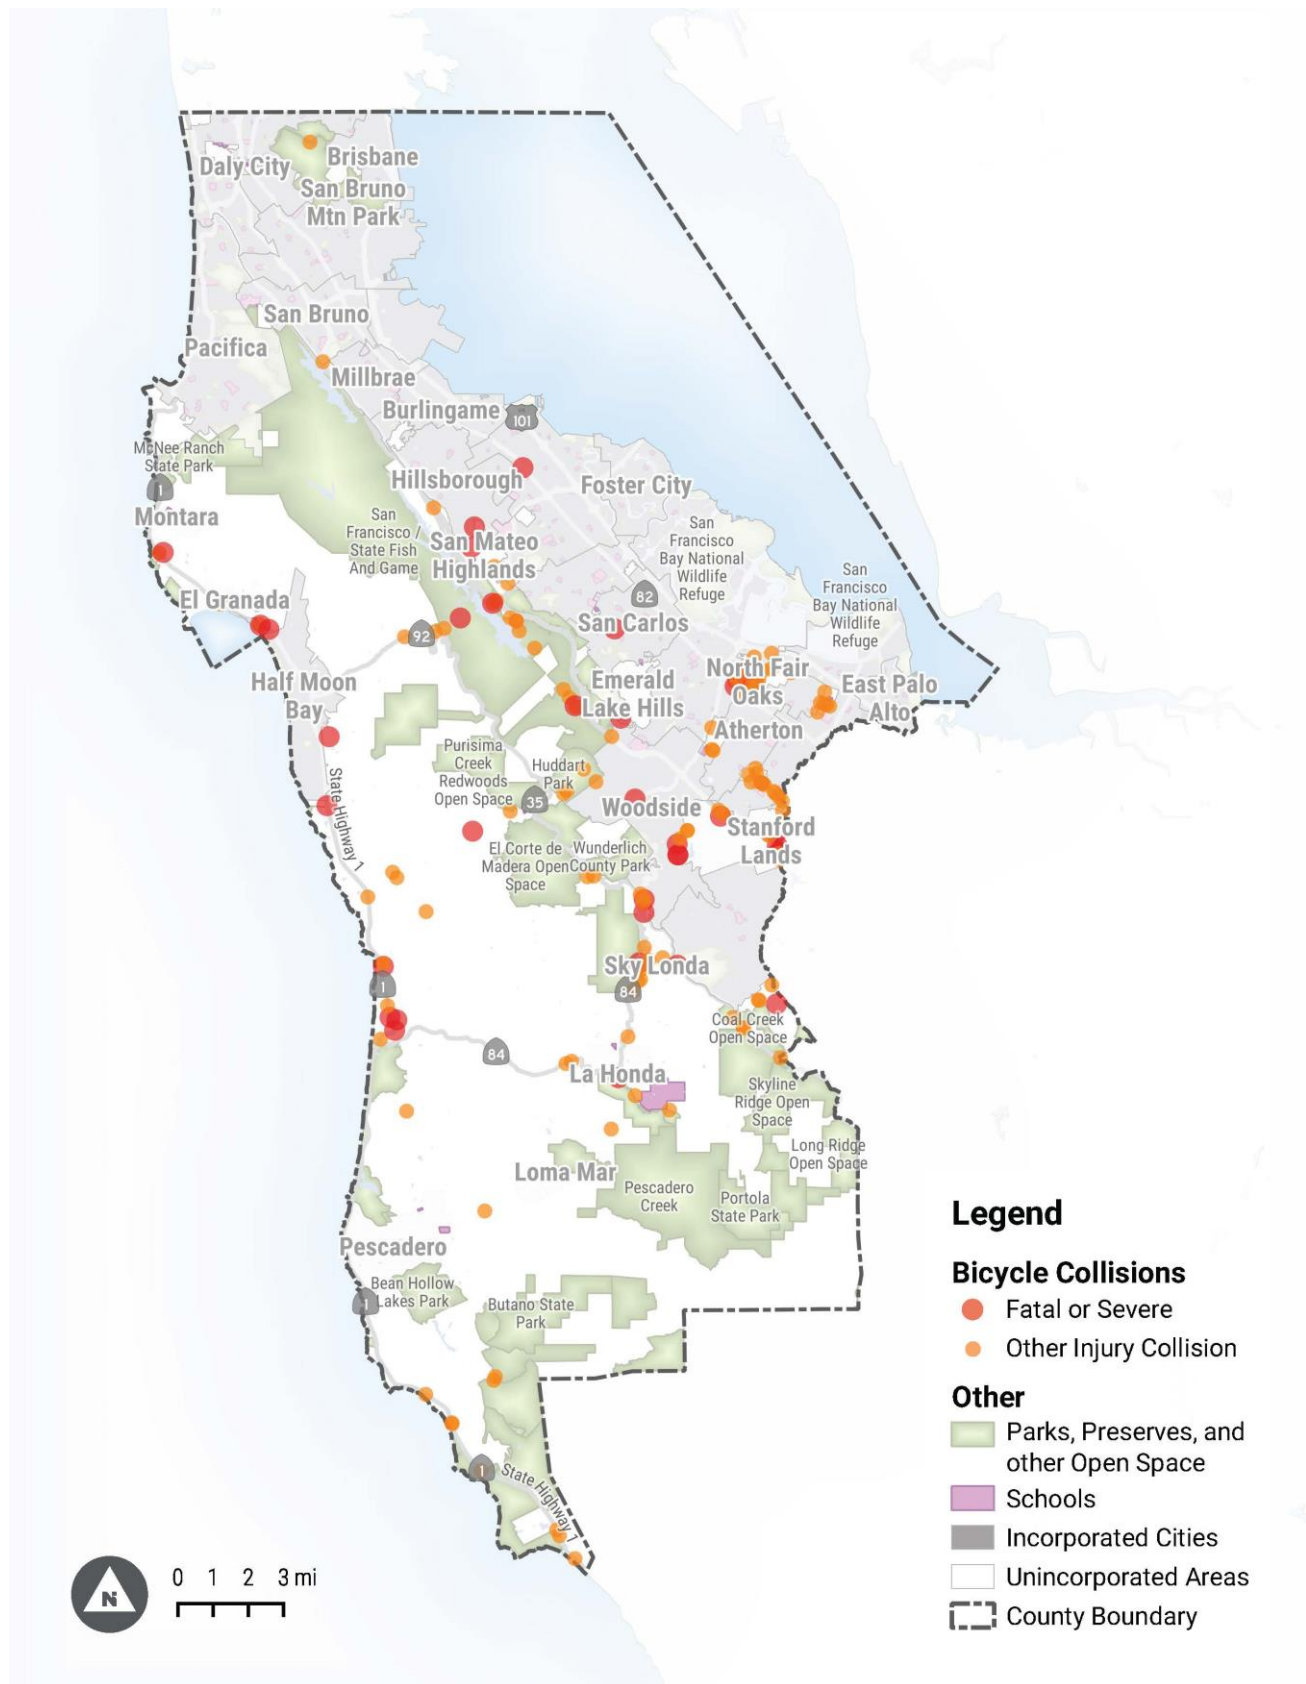 Daly City
Brisbane
San Bruno
Mtn Park
San Bruno
Pacifica
Millbrae
Burlingame
101
McNee Ranch
State Park
1
Montara
Hillsborough
Foster City
San
Francisco /
State Fish
And Game
San Mateo
Highlands
San
Francisco
Bay National
Wildlife
Refuge
San
Francisco
Bay National
Wildlife
Refuge
El Granada
82
San Carlos
92
Half Moon
Bay
Emerald
Lake Hills
North Fair
Oaks
East Palo
Alto
Atherton
Purisima
Creek
Redwoods
Open Space
Huddart
Park
35
State Highway 1
Woodside
Stanford
Lands
El Corte de
Madera Open
Space
Wunderlich
County Park
Sky Londa
84
1
Coal Creek
Open Space
84
La Honda
Skyline
Ridge Open
Space
Long Ridge
Open Space
Loma Mar
Pescadero
Creek
Portola
State Park
Pescadero
Bean Hollow
Lakes Park
1
Butano State
Park
1
State Highway 1
Legend
Bicycle Collisions
Fatal or Severe
Other Injury Collision
Other
Parks, Preserves, and
other Open Space
Schools
Incorporated Cities
Unincorporated Areas
County Boundary
N
0 1 2 3 mi